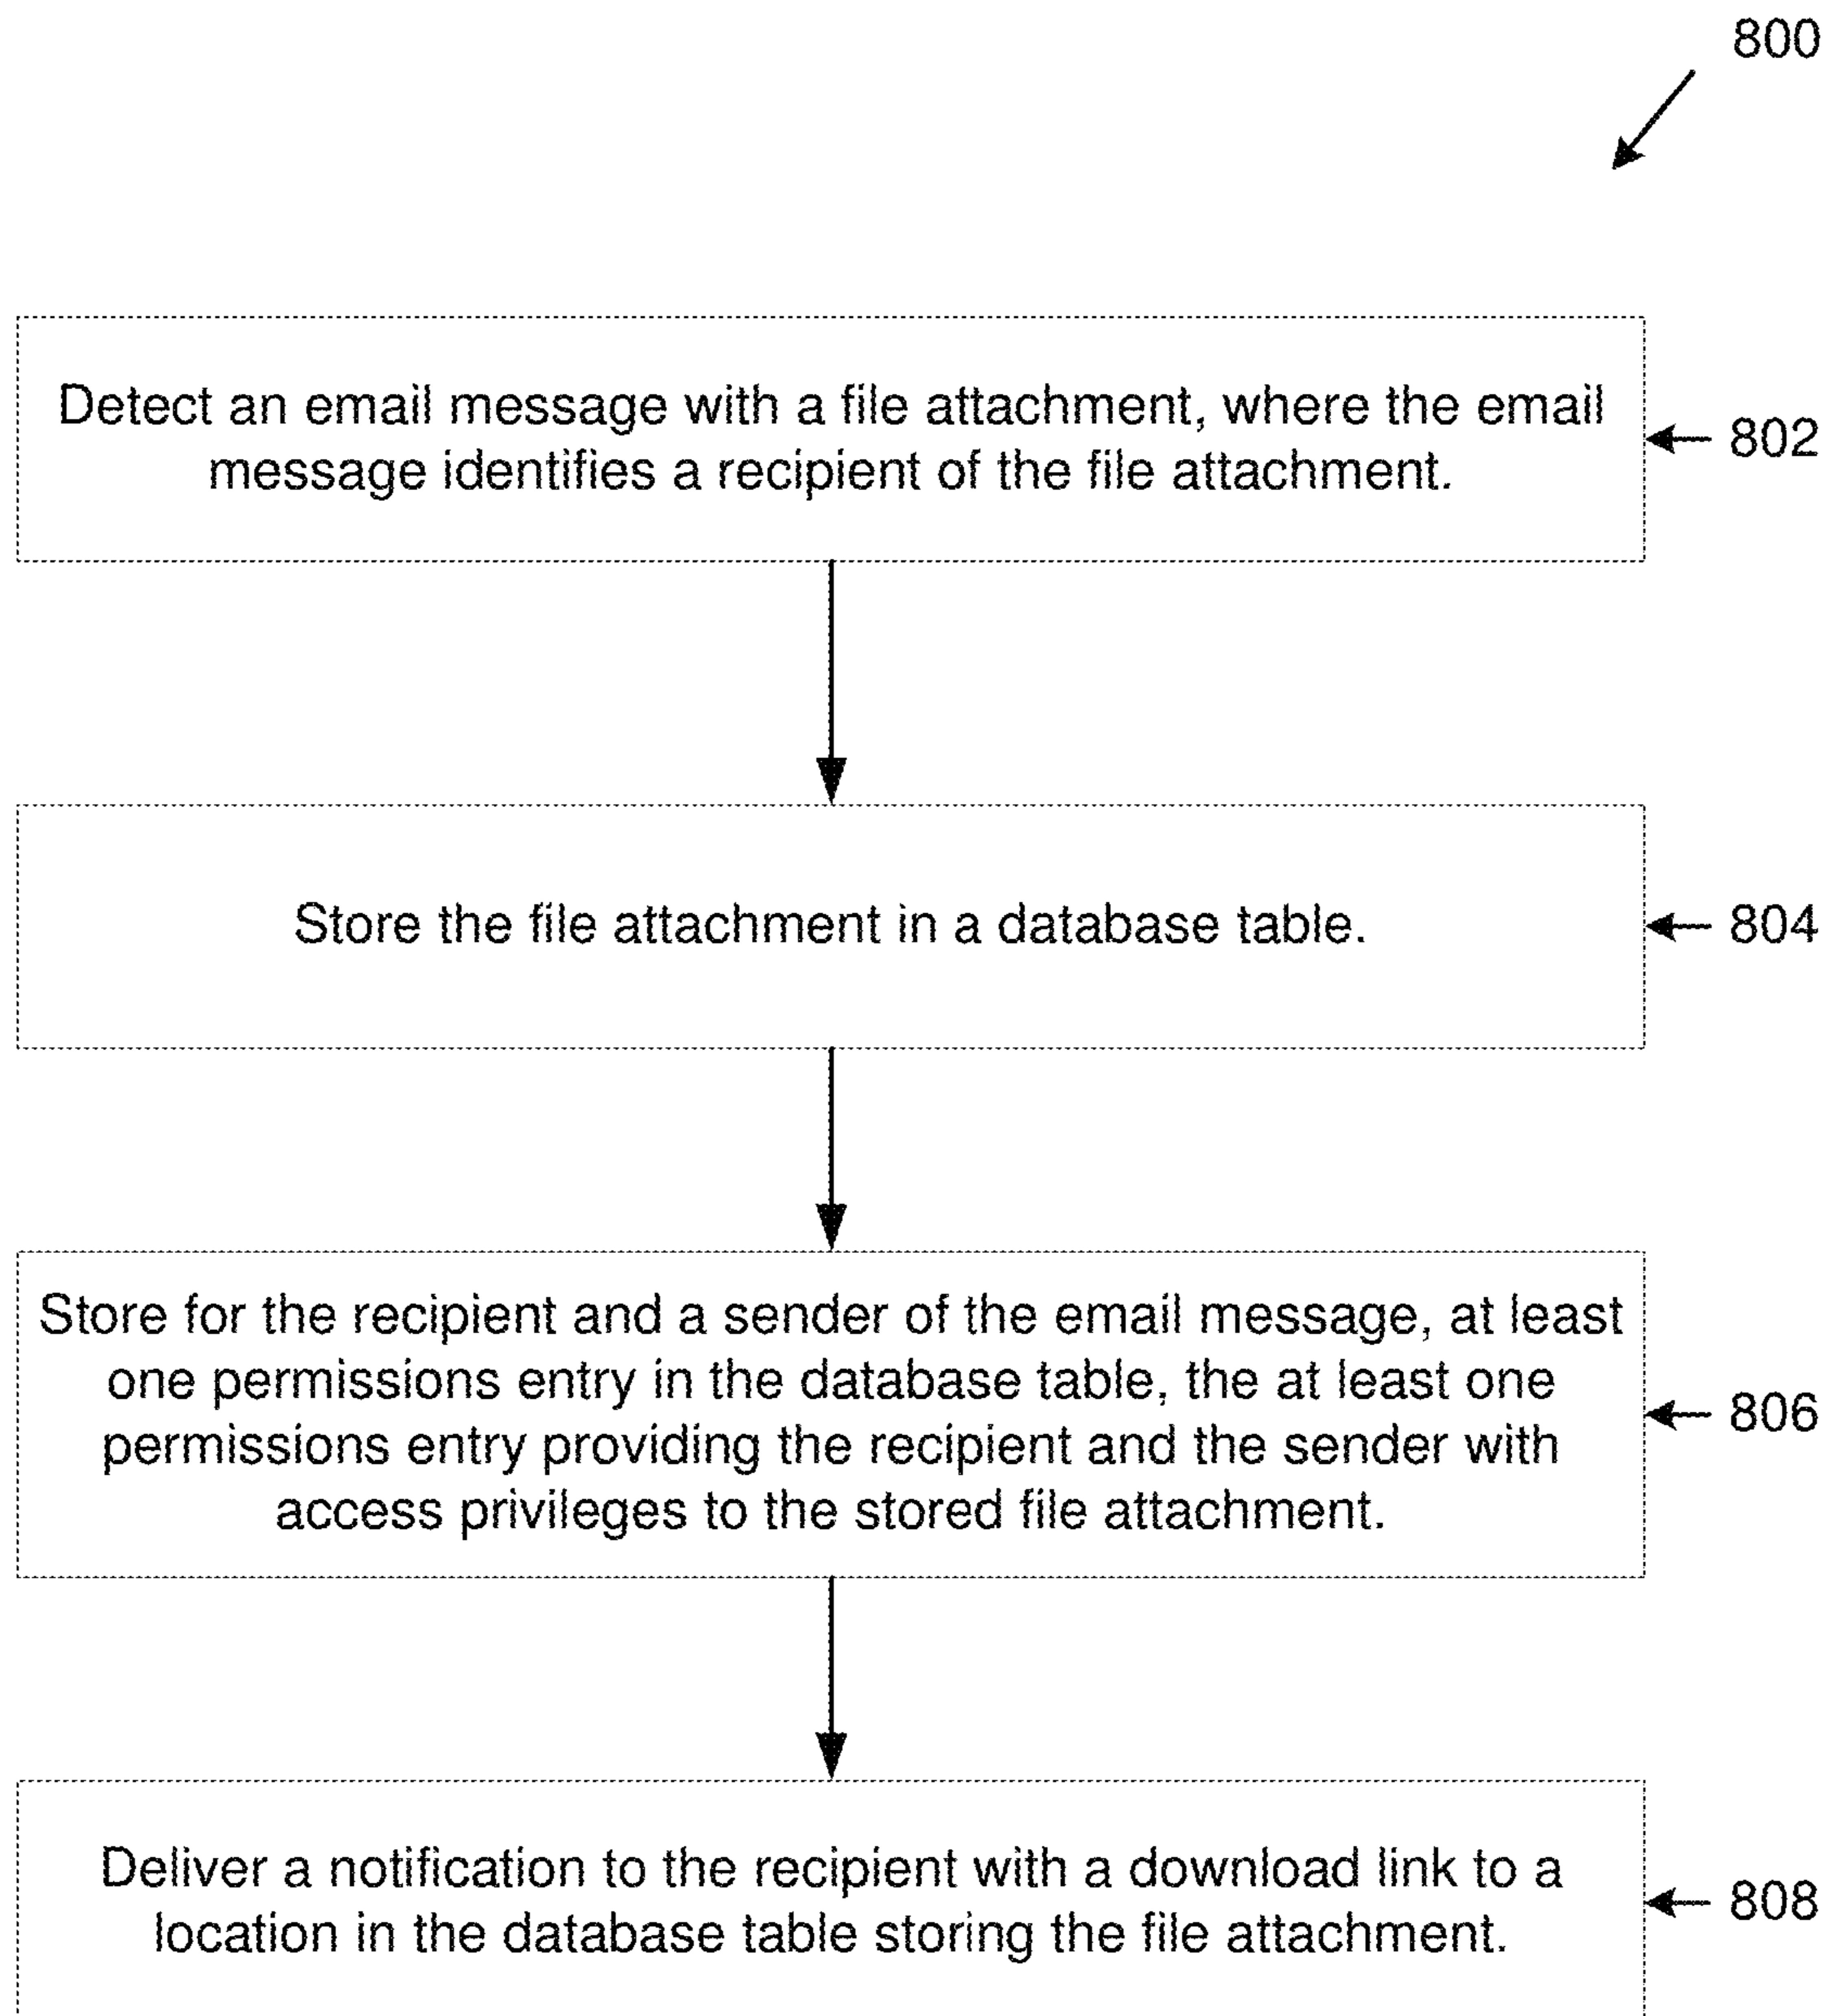 800
Detect an email message with a file attachment, where the email
message identifies a recipient of the file attachment.
802
Store the file attachment in a database table.
804
Store for the recipient and a sender of the email message, at least
one permissions entry in the database table, the at least one
permissions entry providing the recipient and the sender with
access privileges to the stored file attachment.
806
Deliver a notification to the recipient with a download link to a
location in the database table storing the file attachment.
808